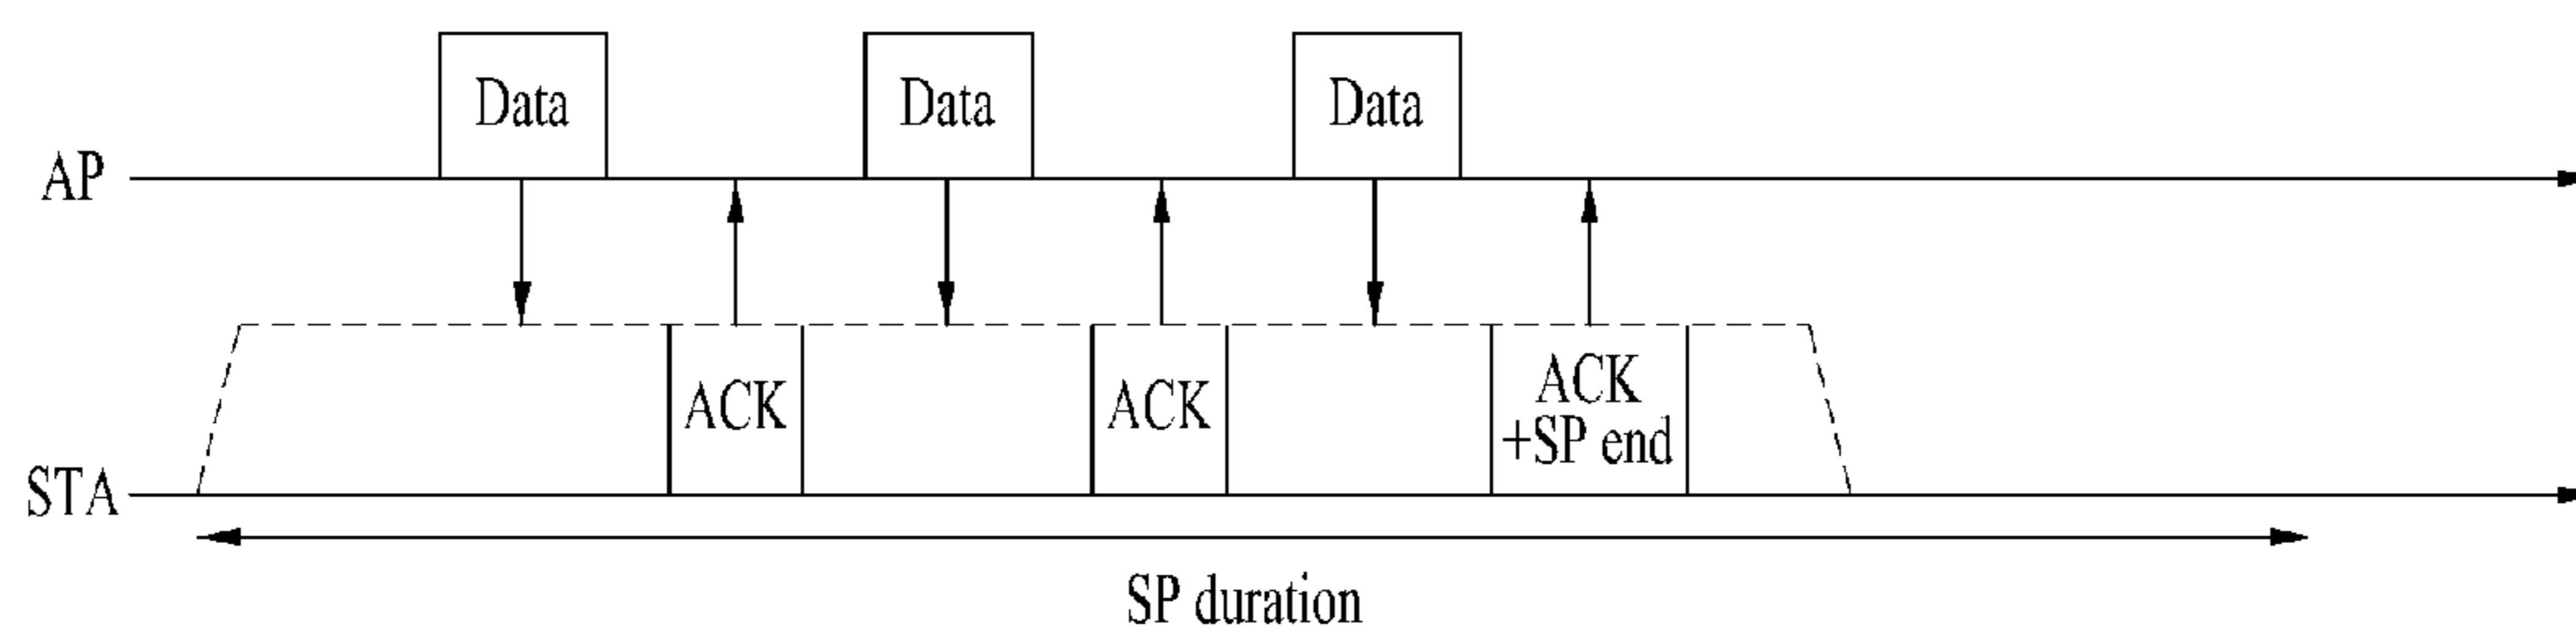 Data
Data
Data
AP
ACK
ACK
ACK
+SP end
STA
SP duration